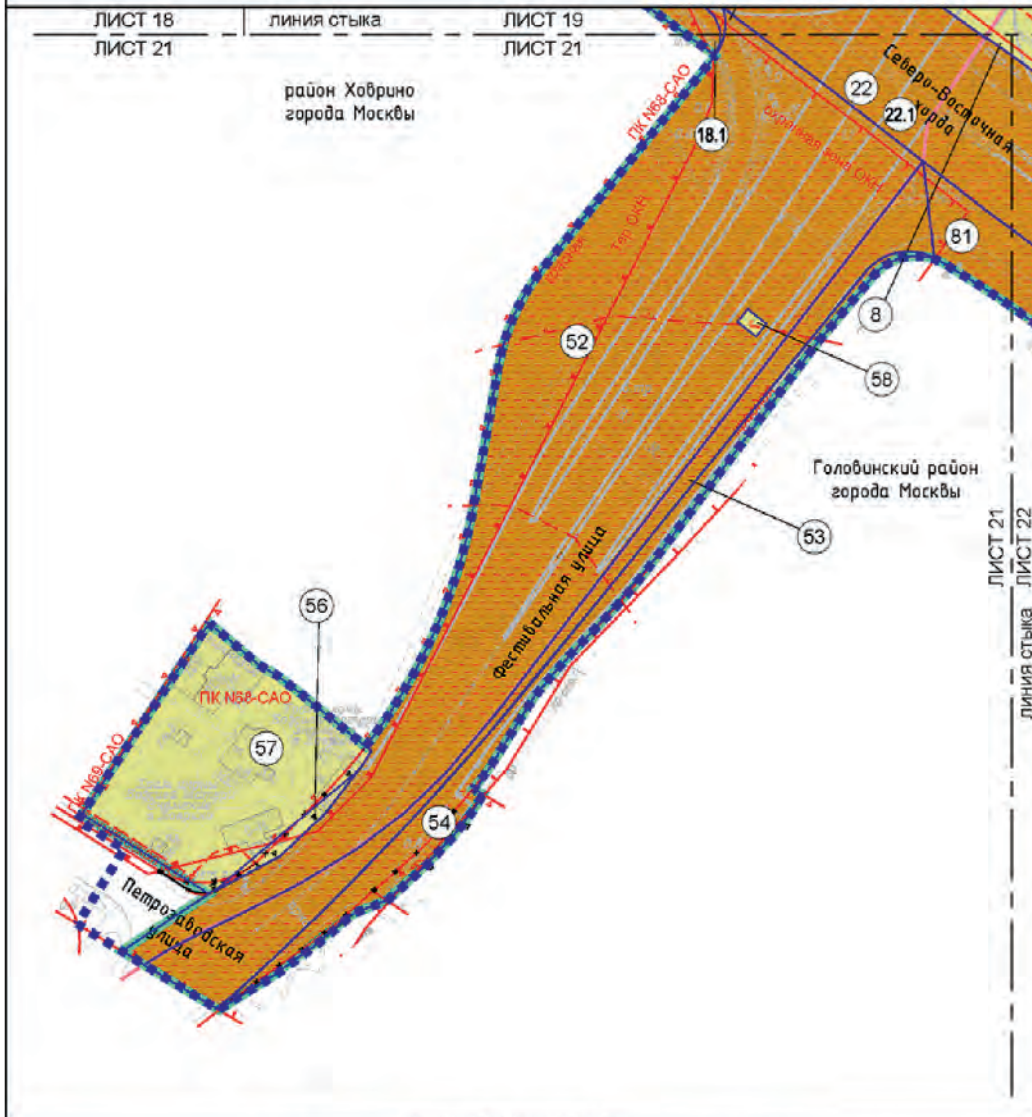 ЛИСТ 18
линия стыка
ЛИСТ 19
ЛИСТ 21
ЛИСТ 21
район Ховрино
города Москвы
ПК N68-САО
18.1
22
22.1
Северо-Восточная
хорда
охранная зона ОКН
тер. ОКН
81
8
52
58
Головинский район
города Москвы
53
ЛИСТ 21
ЛИСТ 22
линия стыка
Фестивальная улица
56
ПК N68-САО
57
ПК N69-САО
54
Петрозаводская
улица